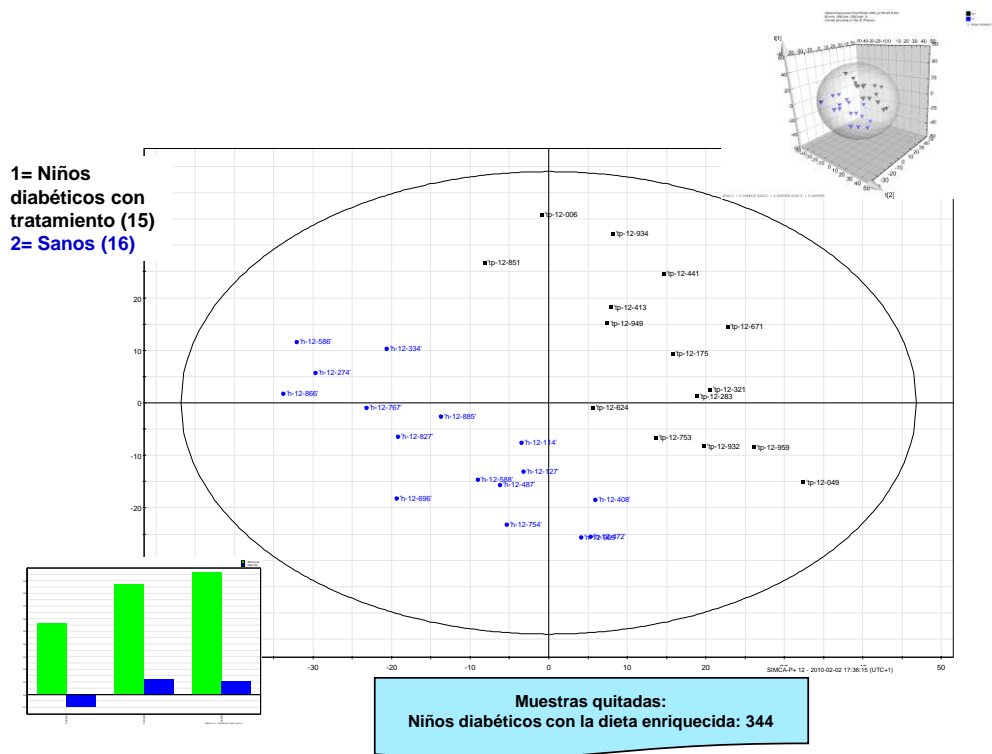 t[1]
t[2]
1= Niños
diabéticos con
tratamiento (15)
2= Sanos (16)
'tp-12-006
'tp-12-934
'tp-12-851
'tp-12-441
'tp-12-413
'tp-12-949
'tp-12-671
'tp-12-175
'tp-12-321
'tp-12-283
'tp-12-624
'tp-12-753
'tp-12-932
'tp-12-959
'tp-12-049
'h-12-586'
'h-12-334'
'h-12-274'
'h-12-866'
'h-12-767'
'h-12-885'
'h-12-827'
'h-12-114'
'h-12-127'
'h-12-588'
'h-12-487'
'h-12-696'
'h-12-408'
'h-12-754'
20
10
0
-10
-20
-30 -20 -10 0 10 20 30 40 50
SIMCA-P+ 12 - 2010-02-02 17:36:15 (UTC+1)
Muestras quitadas:
Niños diabéticos con la dieta enriquecida: 344